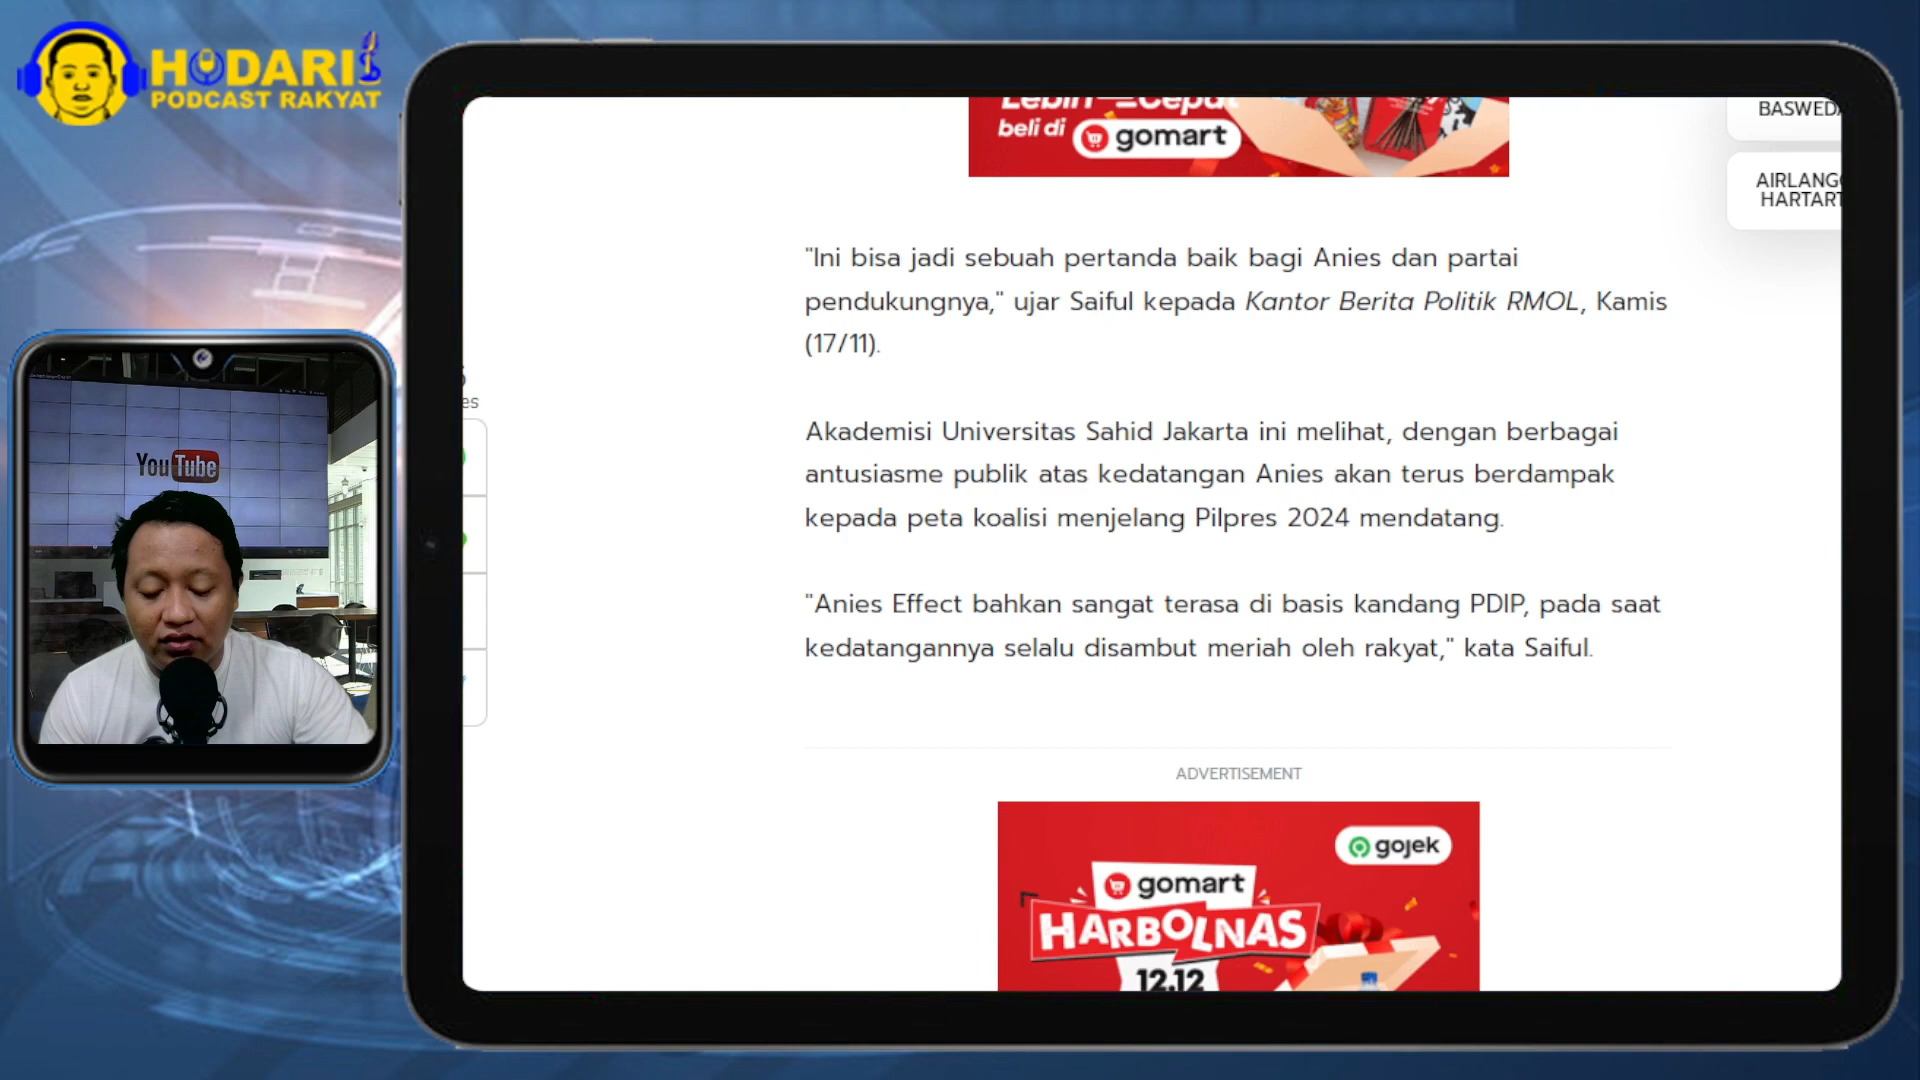 HODARI
PODCAST RAKYAT
YouTube
beli di gomart
AIRLANG
HARTART
"Ini bisa jadi sebuah pertanda baik bagi Anies dan partai
pendukungnya," ujar Saiful kepada Kantor Berita Politik RMOL, Kamis
(17/11).
es
Akademisi Universitas Sahid Jakarta ini melihat, dengan berbagai
antusiasme publik atas kedatangan Anies akan terus berdampak
kepada peta koalisi menjelang Pilpres 2024 mendatang.
"Anies Effect bahkan sangat terasa di basis kandang PDIP, pada saat
kedatangannya selalu disambut meriah oleh rakyat," kata Saiful.
ADVERTISEMENT
gojek
gomart
HARBOLNAS
12.12